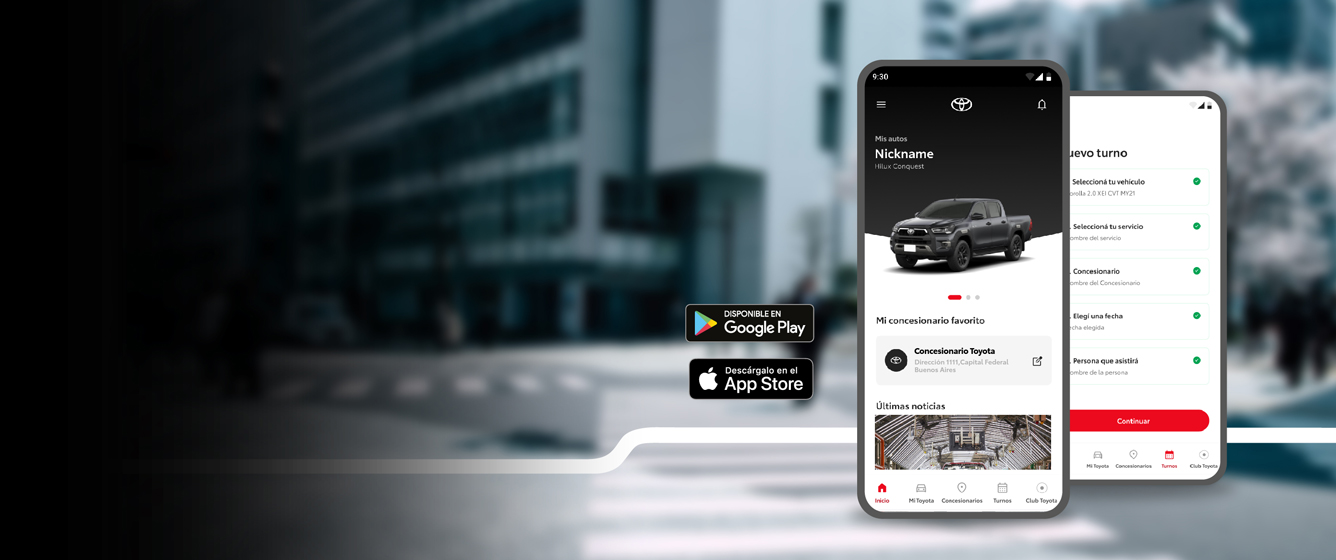 DISPONIBLE EN
Google Play
Descárgalo en el
App Store
9:30
Mis autos
Nickname
Hilux Conquest
Mi concesionario favorito
Concesionario Toyota
Dirección 1111,Capital Federal
Buenos Aires
Últimas noticias
Inicio
Mi Toyota
Concesionarios
Turnos
Club Toyota
uevo turno
. Seleccioná tu vehículo
2.0 XEI CVT MY21
. Seleccioná tu servicio
ombre del servicio
. Concesionario
ombre del Concesionario
. Elegí una fecha
cha elegida
. Persona que asistirá
ombre de la persona
Continuar
Mi Toyota
Concesionarios
Turnos
Club Toyota